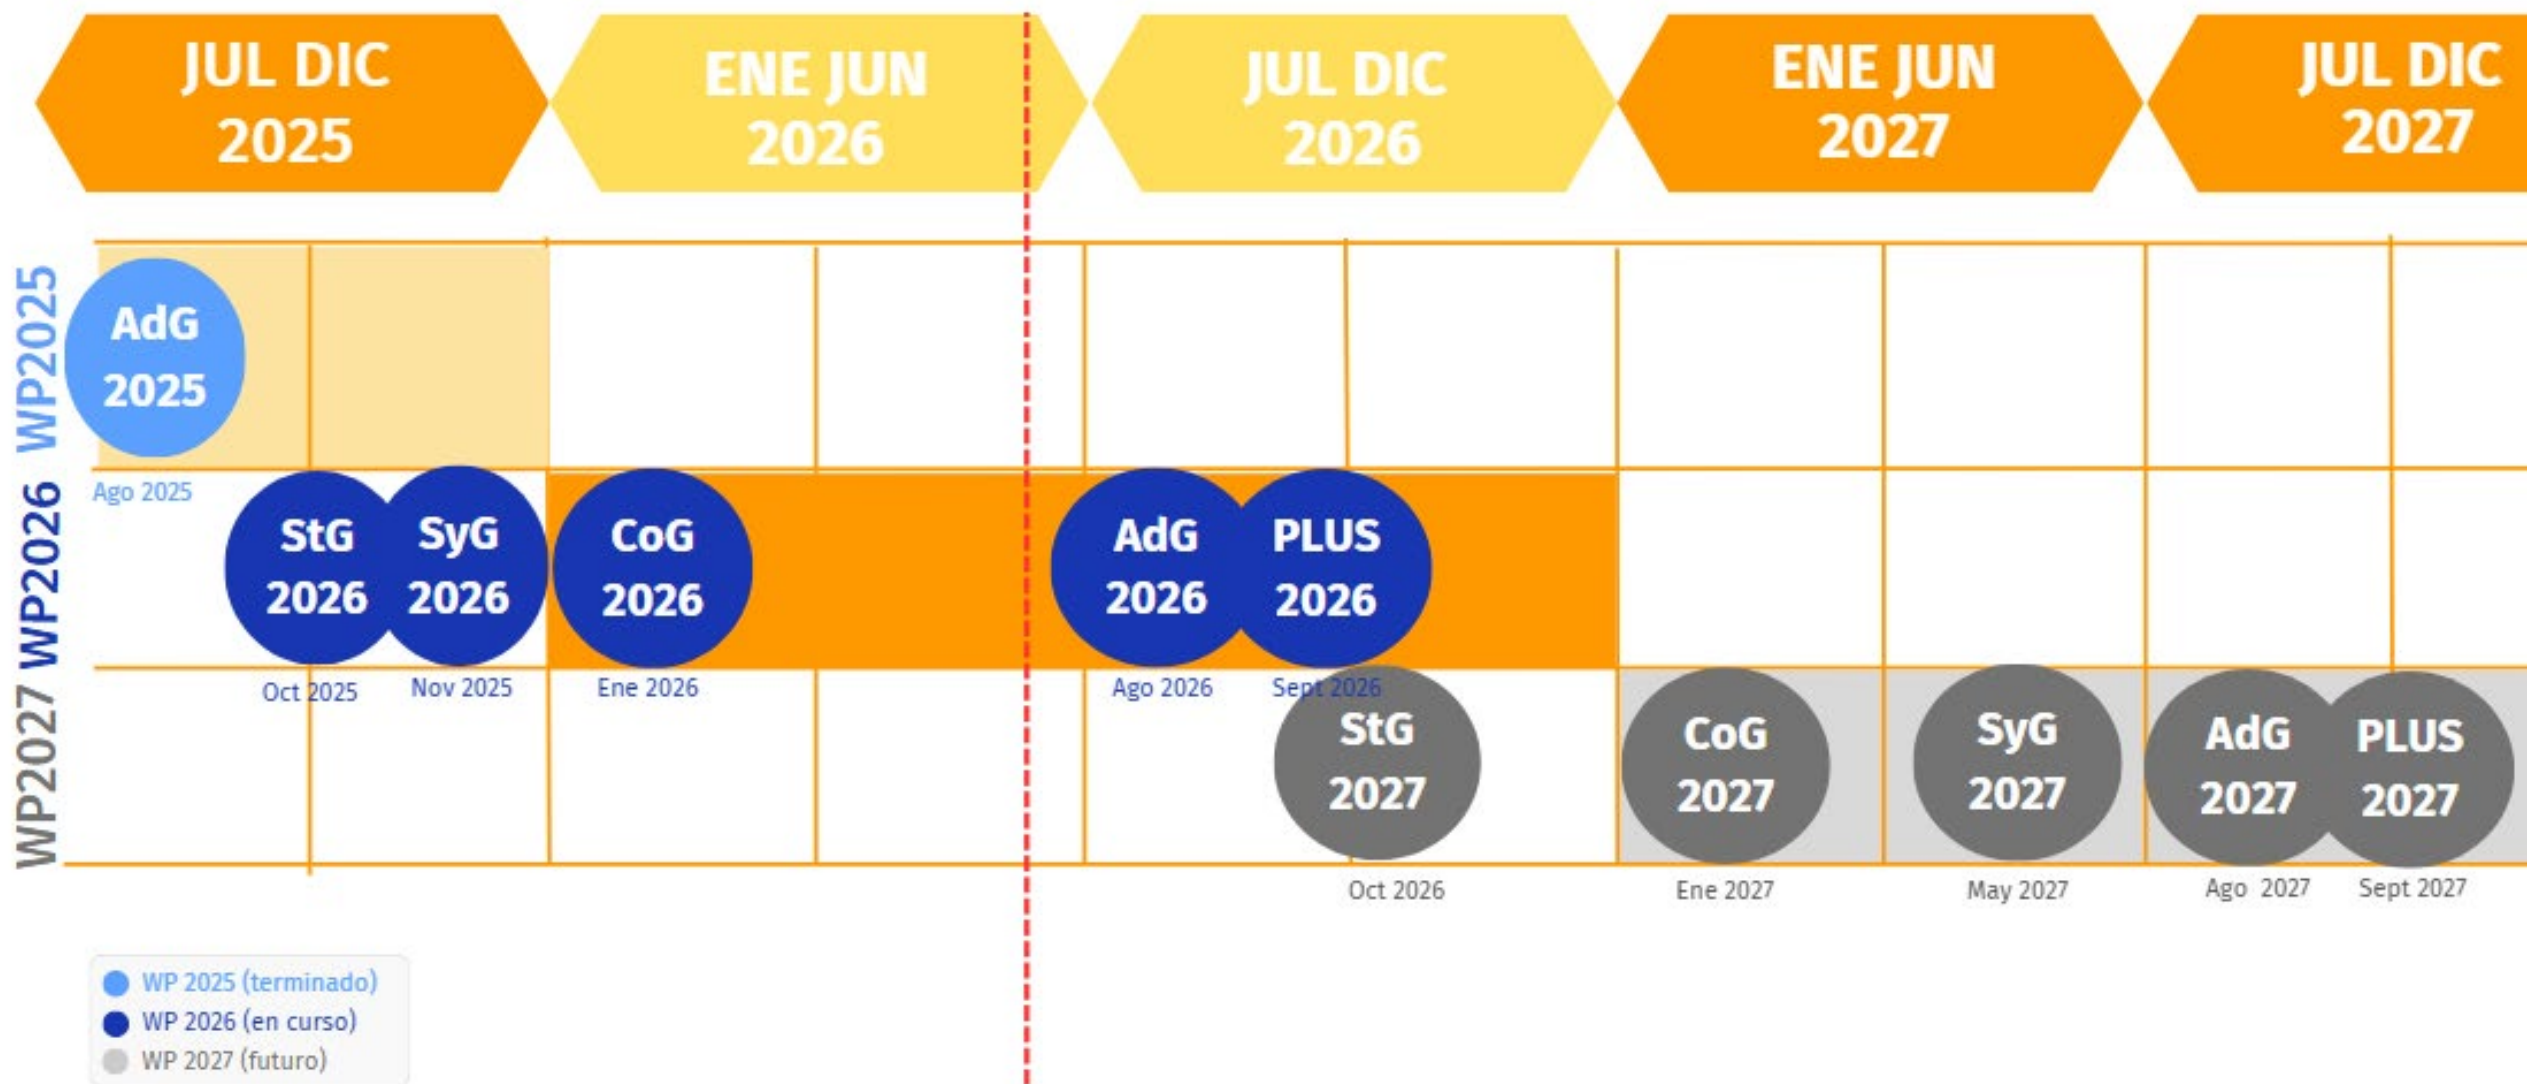 JUL DIC
2025
ENE JUN
2026
JUL DIC
2026
ENE JUN
2027
JUL DIC
2027
WP2025
AdG
2025
Ago 2025
WP2026
StG
2026
SyG
2026
CoG
2026
AdG
2026
PLUS
2026
Oct 2025
Nov 2025
Ene 2026
Ago 2026
Sept 2026
WP2027
StG
2027
CoG
2027
SyG
2027
AdG
2027
PLUS
2027
Oct 2026
Ene 2027
May 2027
Ago 2027
Sept 2027
WP 2025 (terminado)
WP 2026 (en curso)
WP 2027 (futuro)